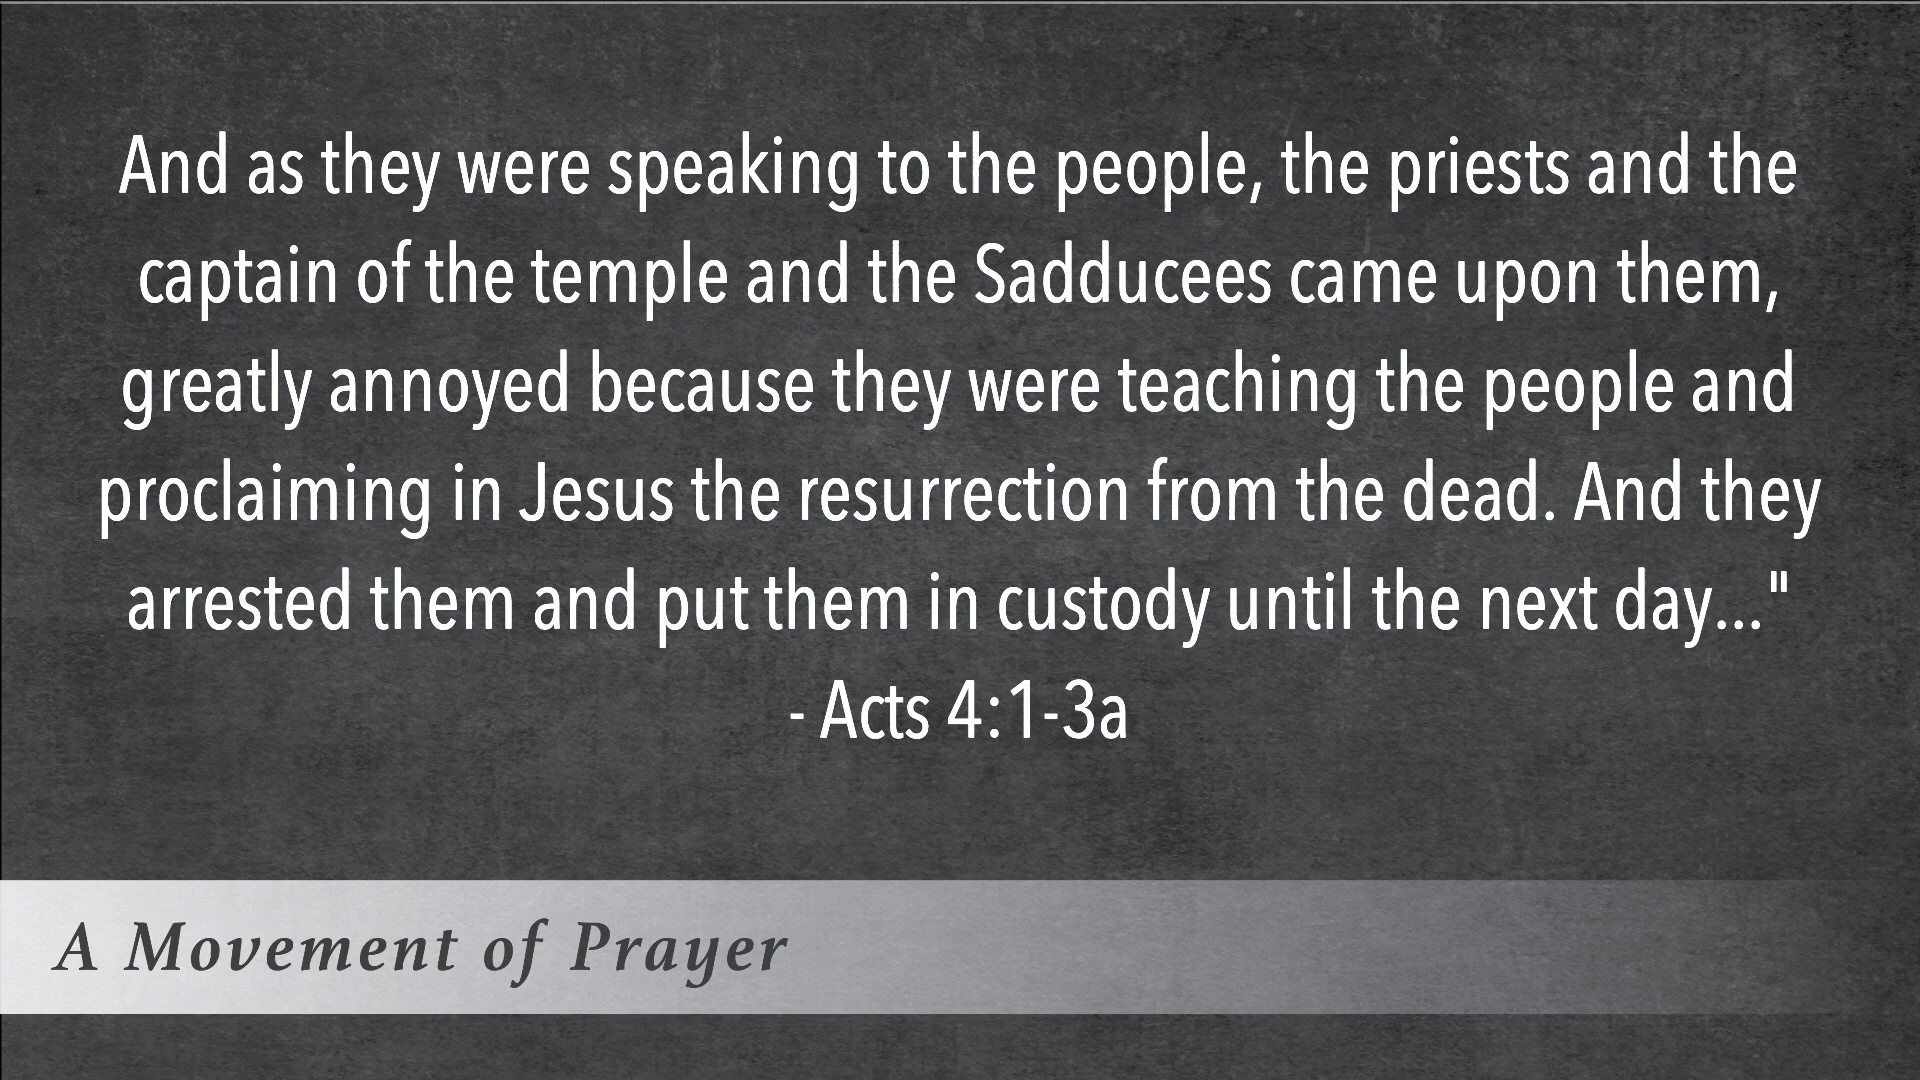 And as they were speaking to the people, the priests and the
captain of the temple and the Sadducees came upon them,
greatly annoyed because they were teaching the people and
proclaiming in Jesus the resurrection from the dead. And they
arrested them and put them in custody until the next day..."
- Acts 4:1-3a
A Movement of Prayer